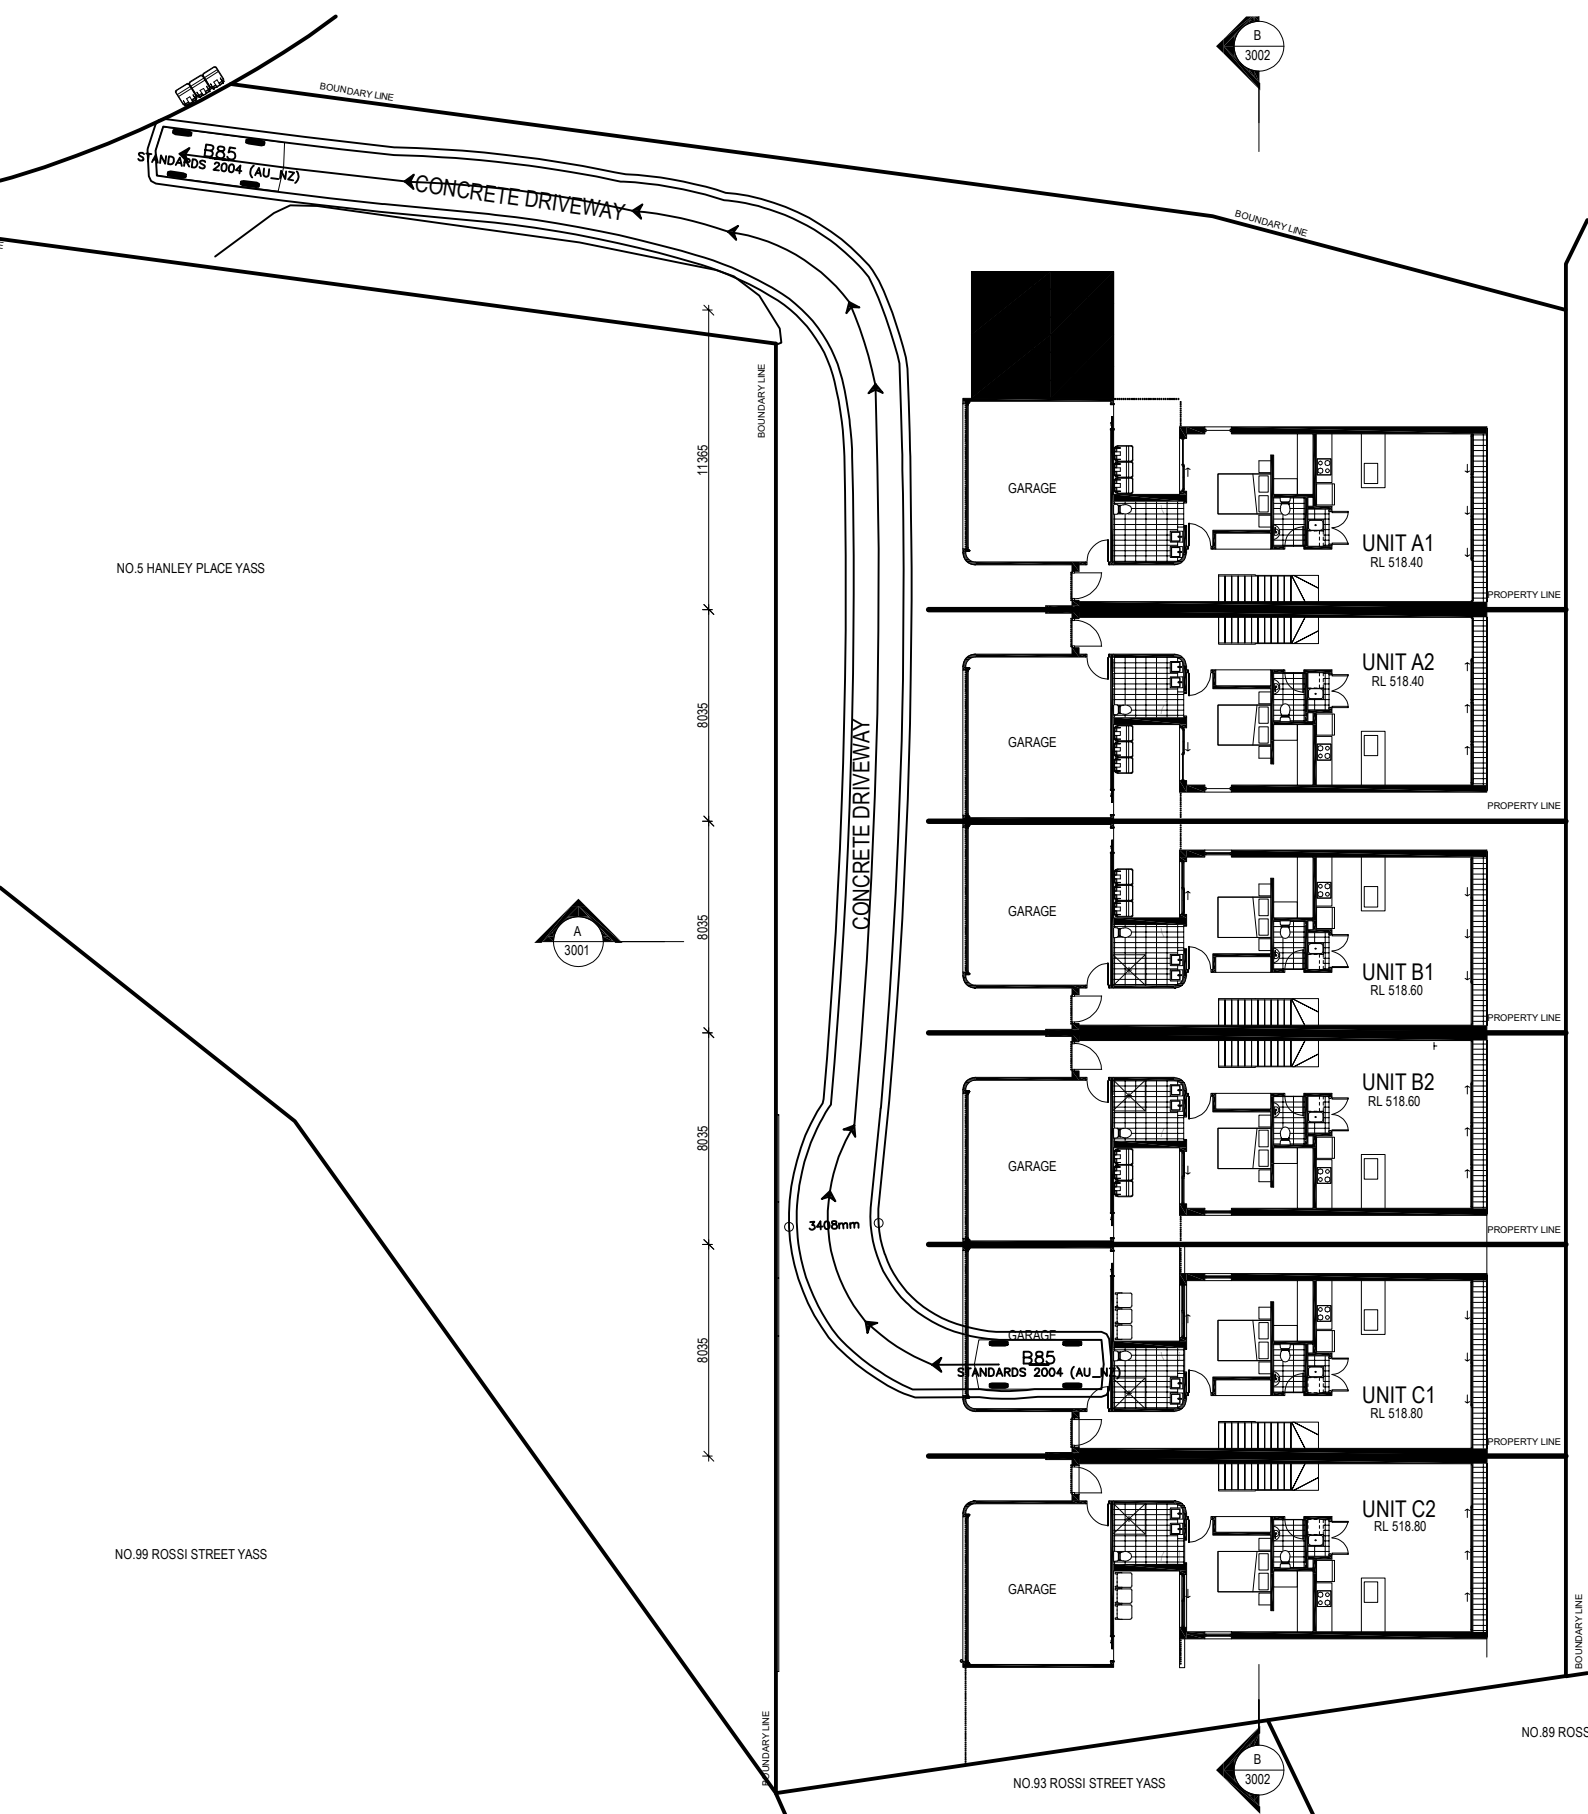 B
3002
BOUNDARY LINE
B85
STANDARDS 2004 (AU_NZ)
CONCRETE DRIVEWAY
BOUNDARY LINE
BOUNDARY LINE
11365
GARAGE
UNIT A1
RL 518.40
NO.5 HANLEY PLACE YASS
PROPERTY LINE
UNIT A2
RL 518.40
8035
GARAGE
CONCRETE DRIVEWAY
PROPERTY LINE
GARAGE
8035
A
3001
UNIT B1
RL 518.60
PROPERTY LINE
UNIT B2
RL 518.60
8035
GARAGE
3408mm
PROPERTY LINE
GARAGE
8035
B85
STANDARDS 2004 (AU_NZ)
UNIT C1
RL 518.80
PROPERTY LINE
UNIT C2
RL 518.80
NO.99 ROSSI STREET YASS
GARAGE
BOUNDARY LINE
BOUNDARY LINE
NO.89 ROSS
B
3002
NO.93 ROSSI STREET YASS